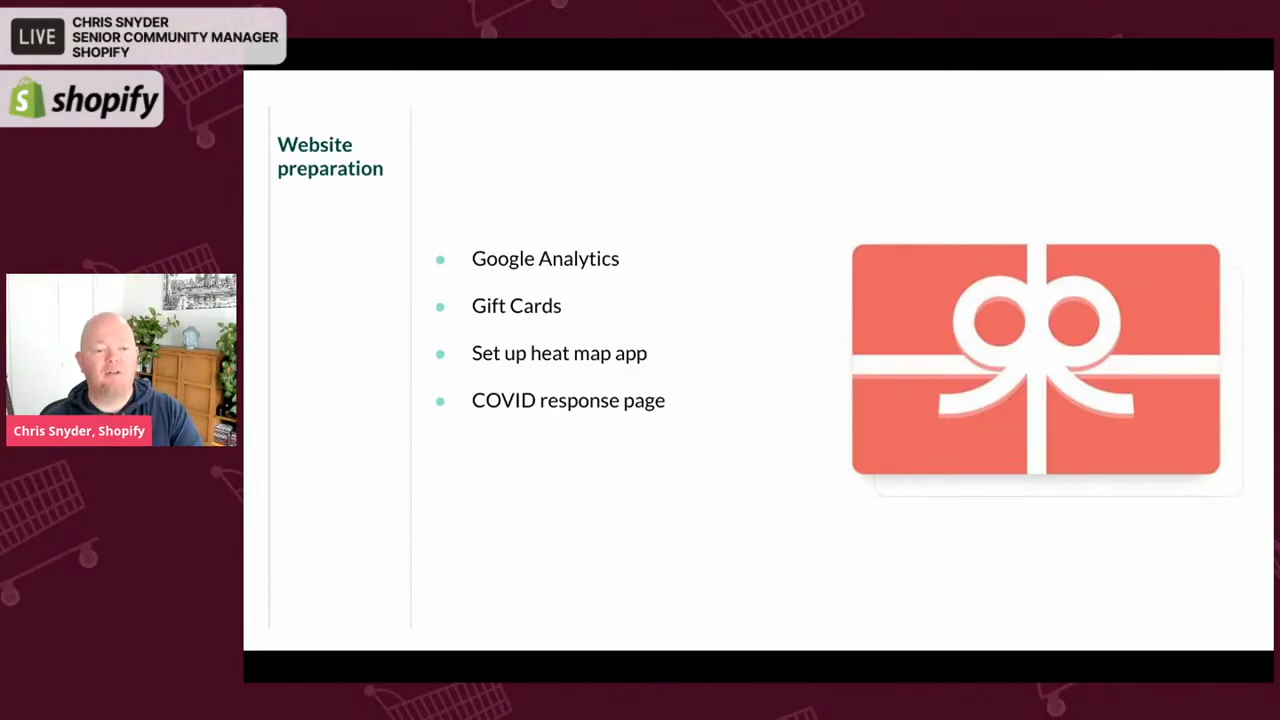 LIVE
CHRIS SNYDER
SENIOR COMMUNITY MANAGER
SHOPIFY
shopify
Website
preparation
Google Analytics
Gift Cards
Set up heat map app
COVID response page
Chris Snyder, Shopify